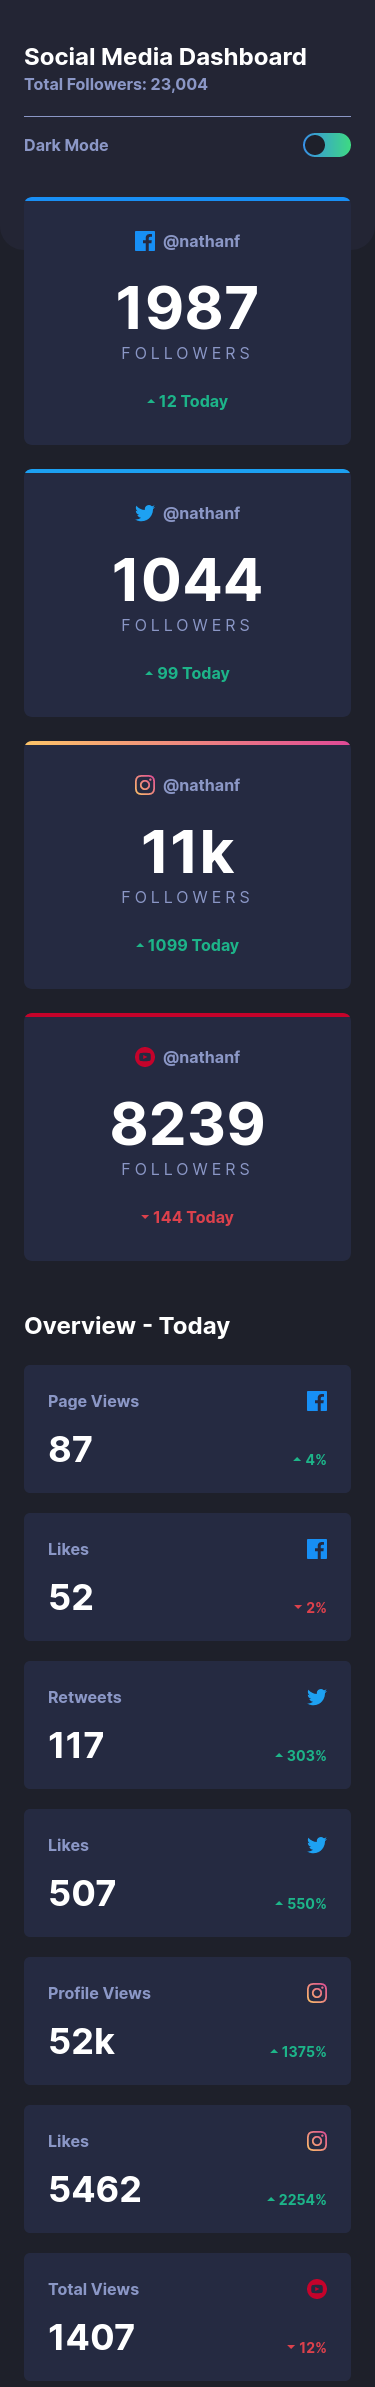 Social Media Dashboard
Total Followers: 23,004
Dark Mode
@nathanf
1987
FOLLOWERS
12 Today
@nathanf
1044
FOLLOWERS
99 Today
@nathanf
11k
FOLLOWERS
1099 Today
@nathanf
8239
FOLLOWERS
144 Today
Overview - Today
Page Views
87
4%
Likes
52
2%
Retweets
117
303%
Likes
507
550%
Profile Views
52k
1375%
Likes
5462
2254%
Total Views
1407
12%